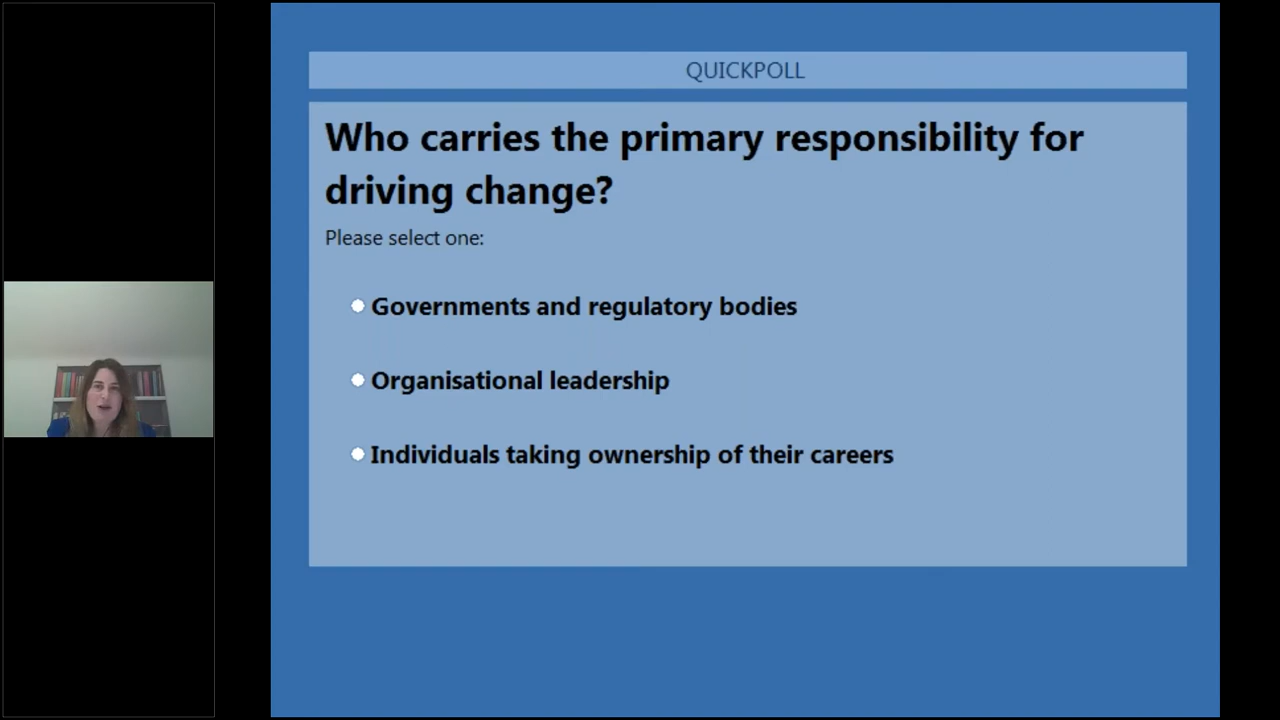 QUICKPOLL
Who carries the primary responsibility for
driving change?
Please select one:
Governments and regulatory bodies
Organisational leadership
Individuals taking ownership of their careers